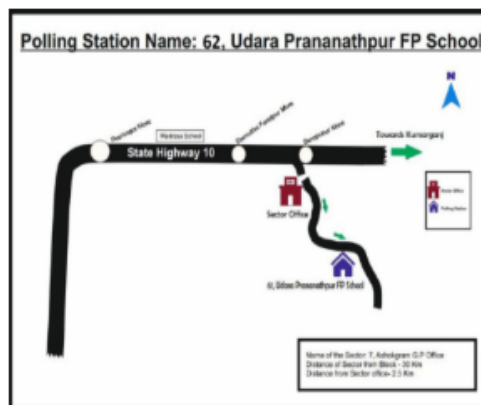 Polling Station Name: 62, Udara Prananathpur FP School
N
Madrasa School
Towards Kumarganj
State Highway 10
Sector Office
Polling Station
Sector Office
61, Udara Prananathpur FP School
Name of the Sector: 7, Ashokgram G.P Office
Distance of Sector from Block - 30 Km
Distance from Sector office- 2.5 Km